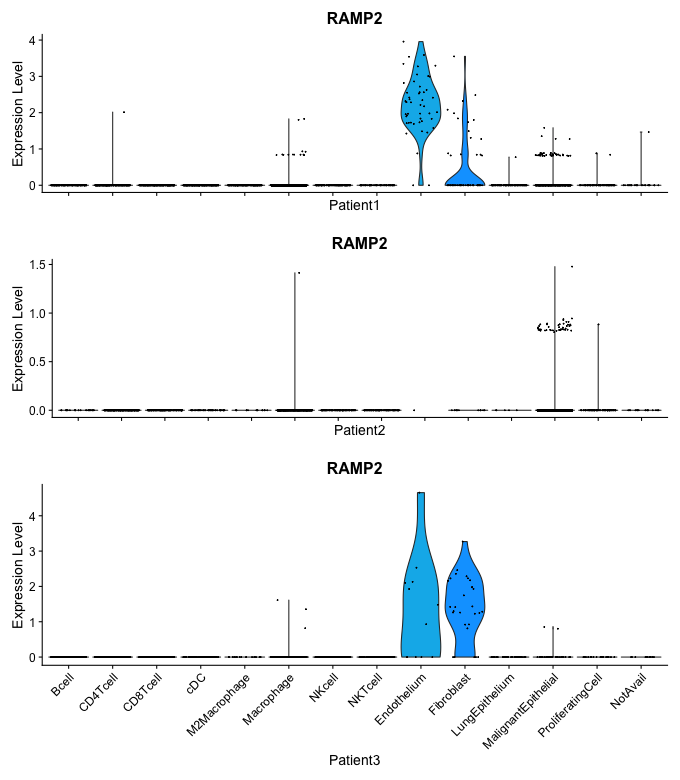 RAMP2
Expression Level
4
3
2
1
0
Patient1
RAMP2
Expression Level
1.5
1.0
0.5
0.0
Patient2
RAMP2
Expression Level
4
3
2
1
0
Bcell
CD4Tcell
CD8Tcell
cDC
M2Macrophage
Macrophage
NKcell
NKTcell
Endothelium
Fibroblast
LungEpithelium
MalignantEpithelial
ProliferatingCell
NotAvail
Patient3